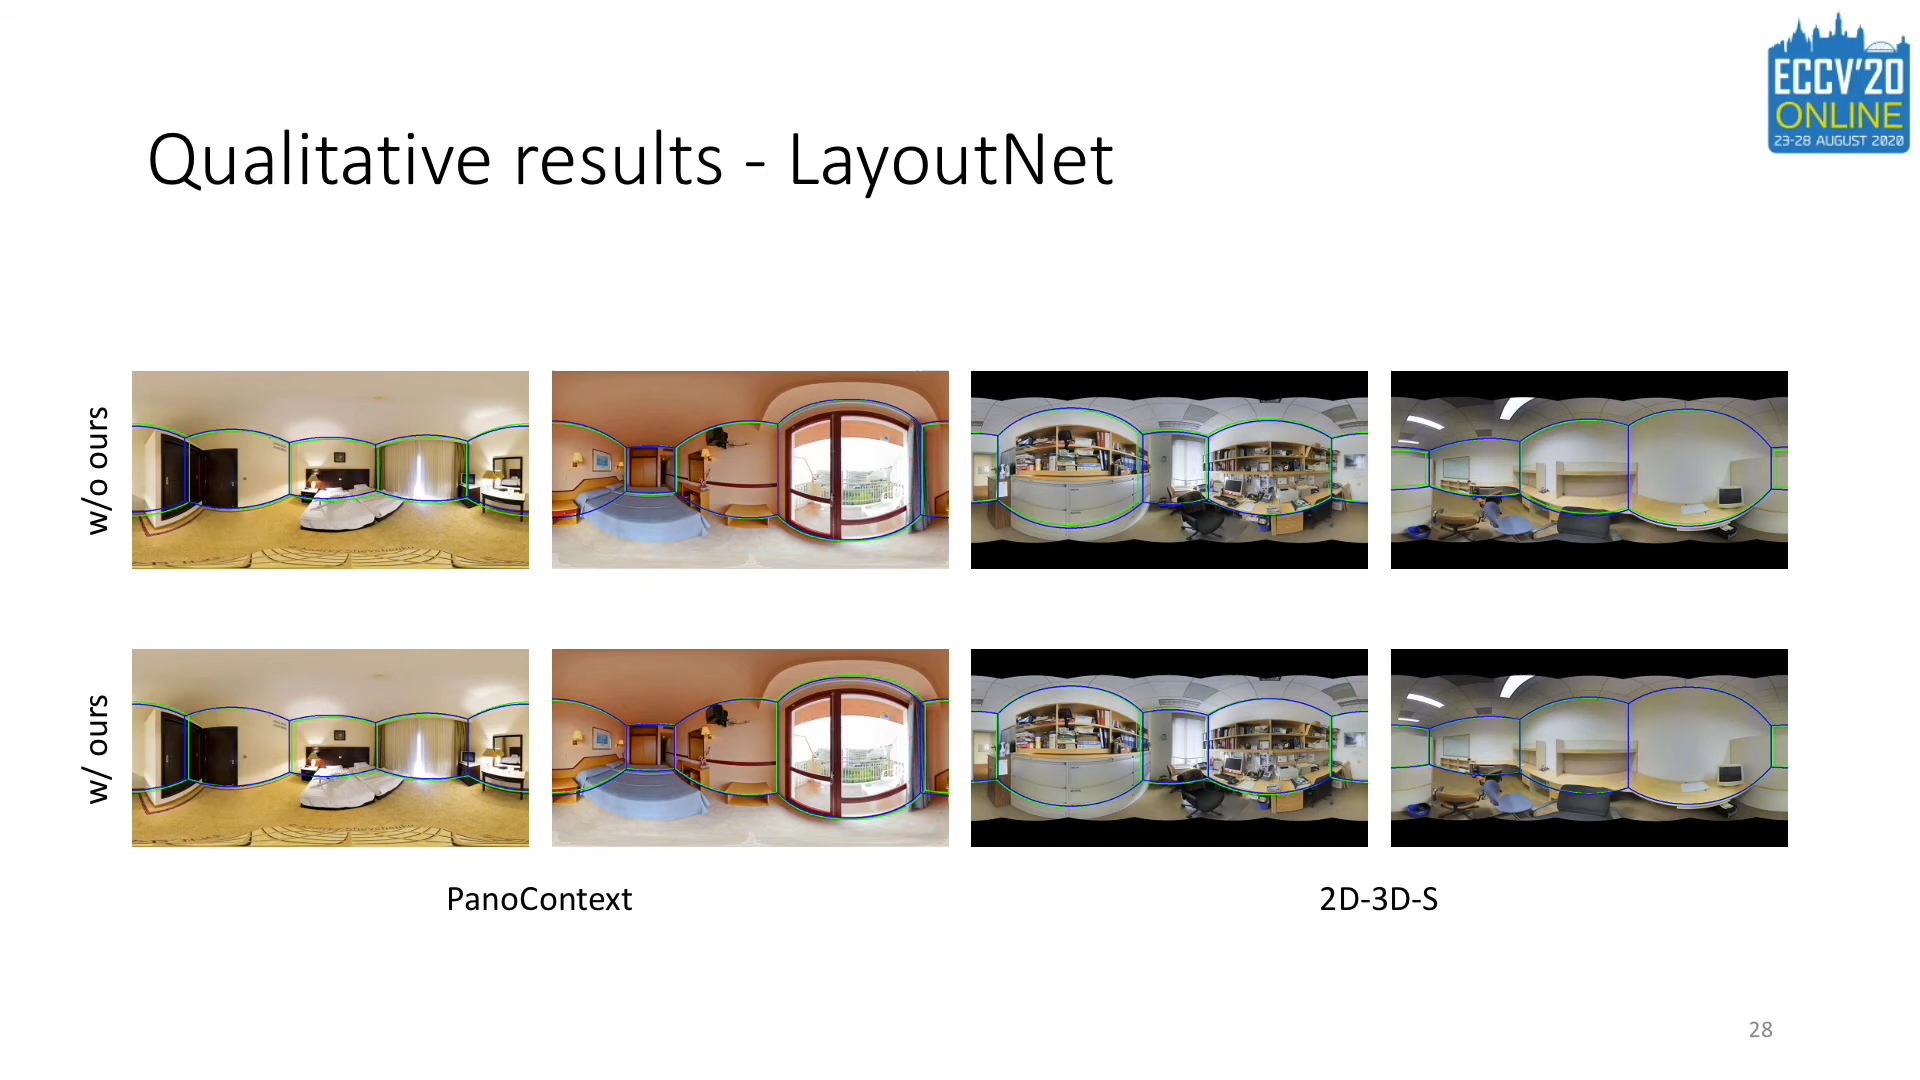 ECCV'20
ONLINE
23-28 AUGUST 2020
Qualitative results - LayoutNet
w/o ours
w/ ours
PanoContext
2D-3D-S
28